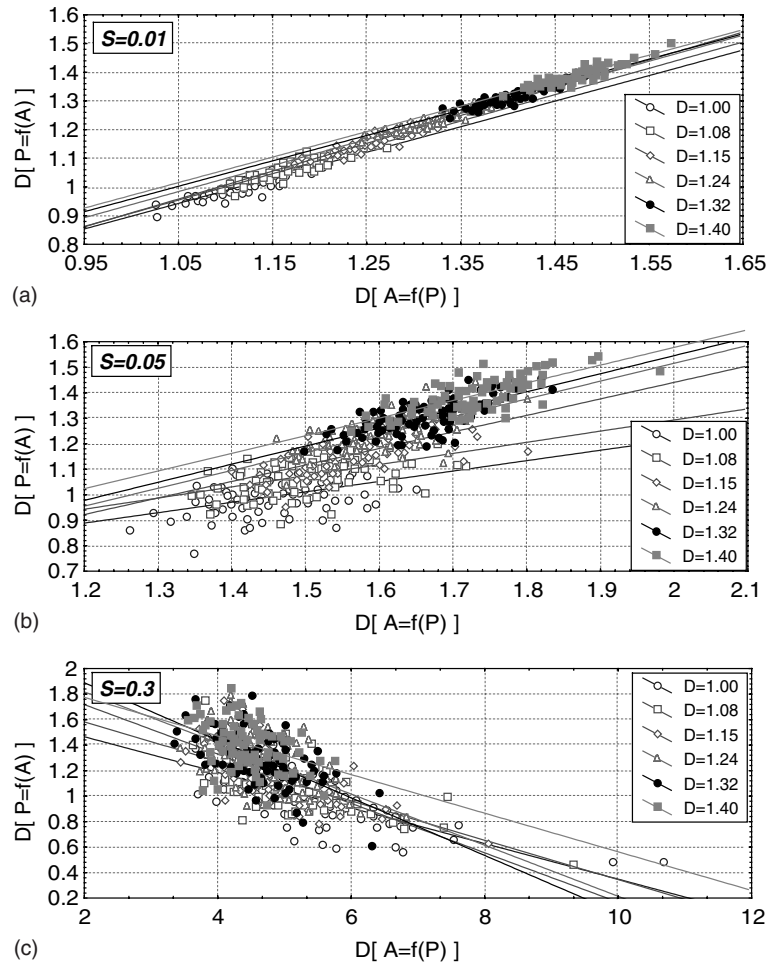 S=0.01
1.6
1.5
1.4
1.3
1.2
1.1
1
0.9
0.8
D[ P=f(A) ]
0.95 1.05 1.15 1.25 1.35 1.45 1.55 1.65
D=1.00
D=1.08
D=1.15
D=1.24
D=1.32
D=1.40
(a)
D[ A=f(P) ]
S=0.05
1.6
1.5
1.4
1.3
1.2
1.1
1
0.9
0.8
0.7
D[ P=f(A) ]
1.2 1.3 1.4 1.5 1.6 1.7 1.8 1.9 2 2.1
D=1.00
D=1.08
D=1.15
D=1.24
D=1.32
D=1.40
(b)
D[ A=f(P) ]
S=0.3
2
1.8
1.6
1.4
1.2
1
0.8
0.6
0.4
0.2
D[ P=f(A) ]
2 4 6 8 10 12
D=1.00
D=1.08
D=1.15
D=1.24
D=1.32
D=1.40
(c)
D[ A=f(P) ]